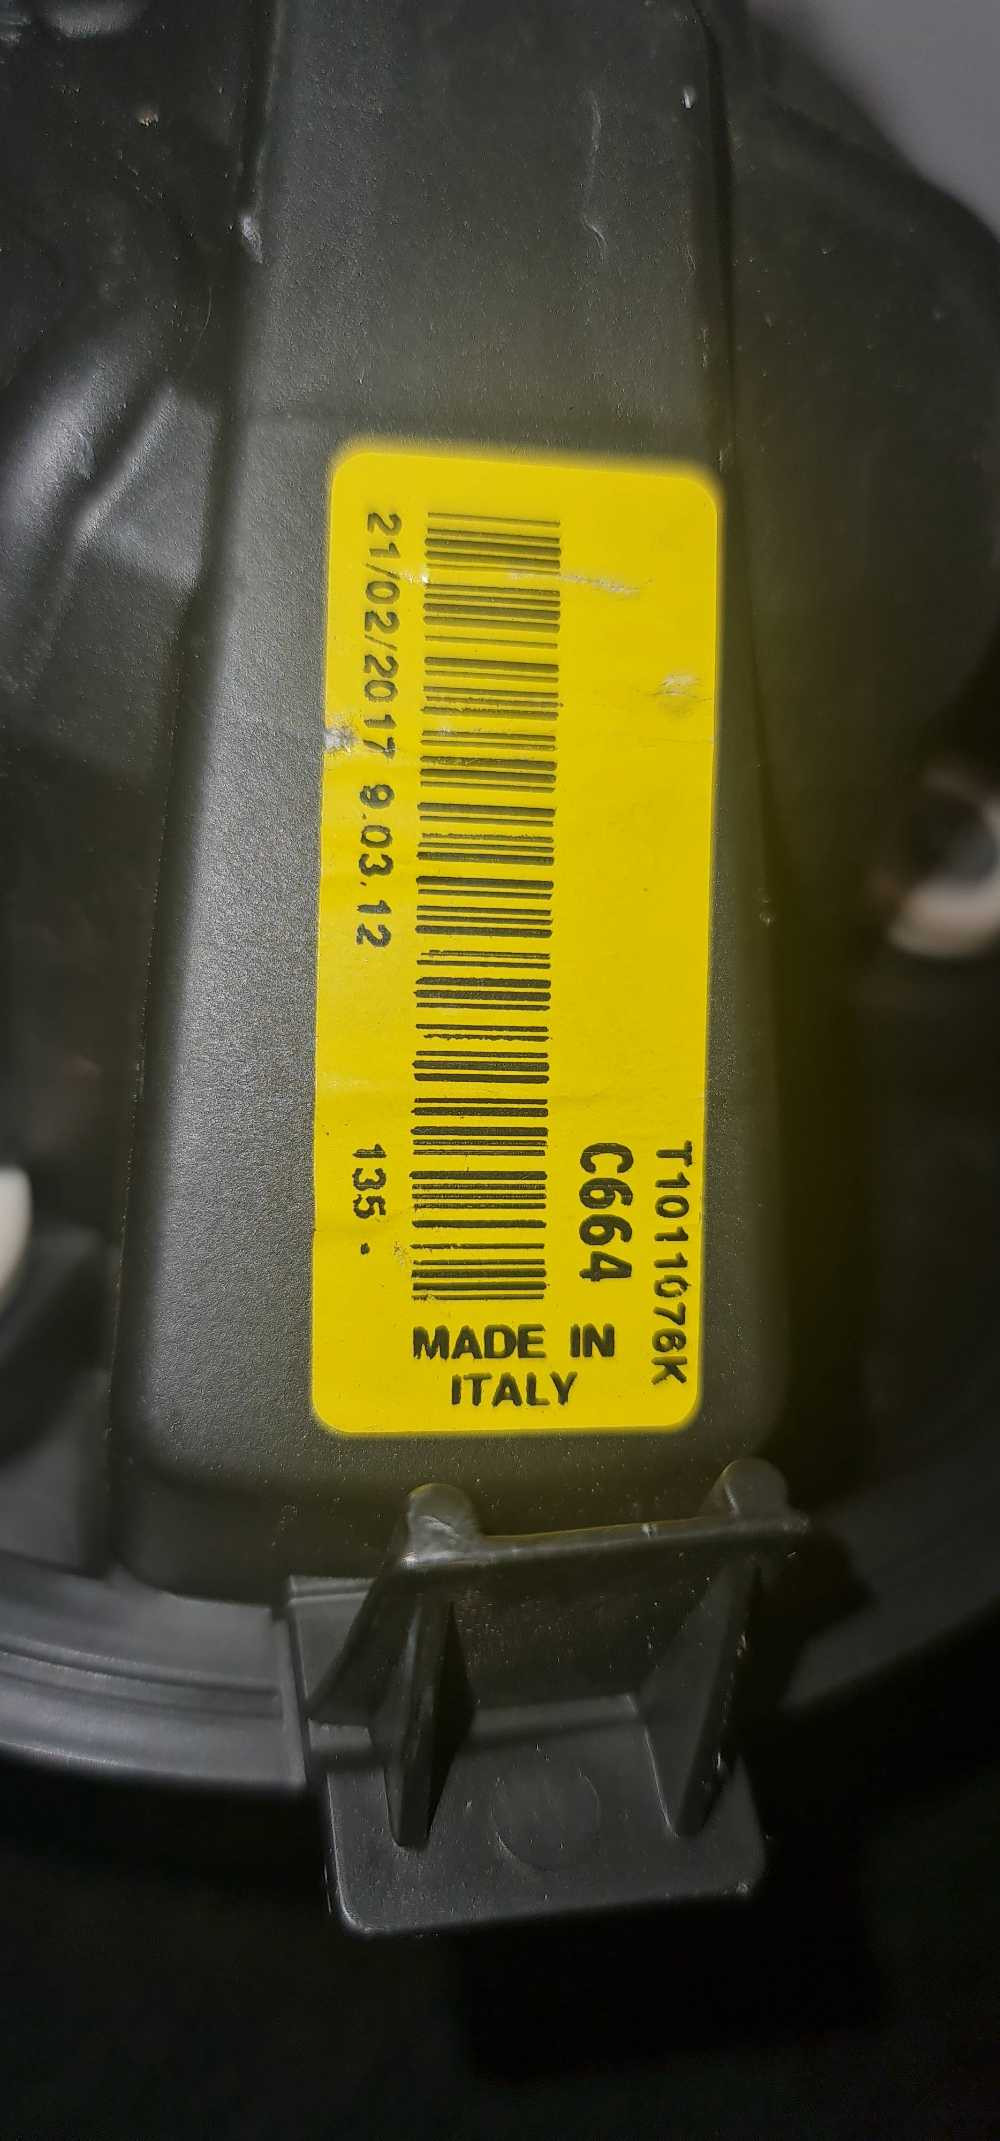 T1011076K
C664
21/02/2017 9.03.12
135 .
MADE IN
ITALY